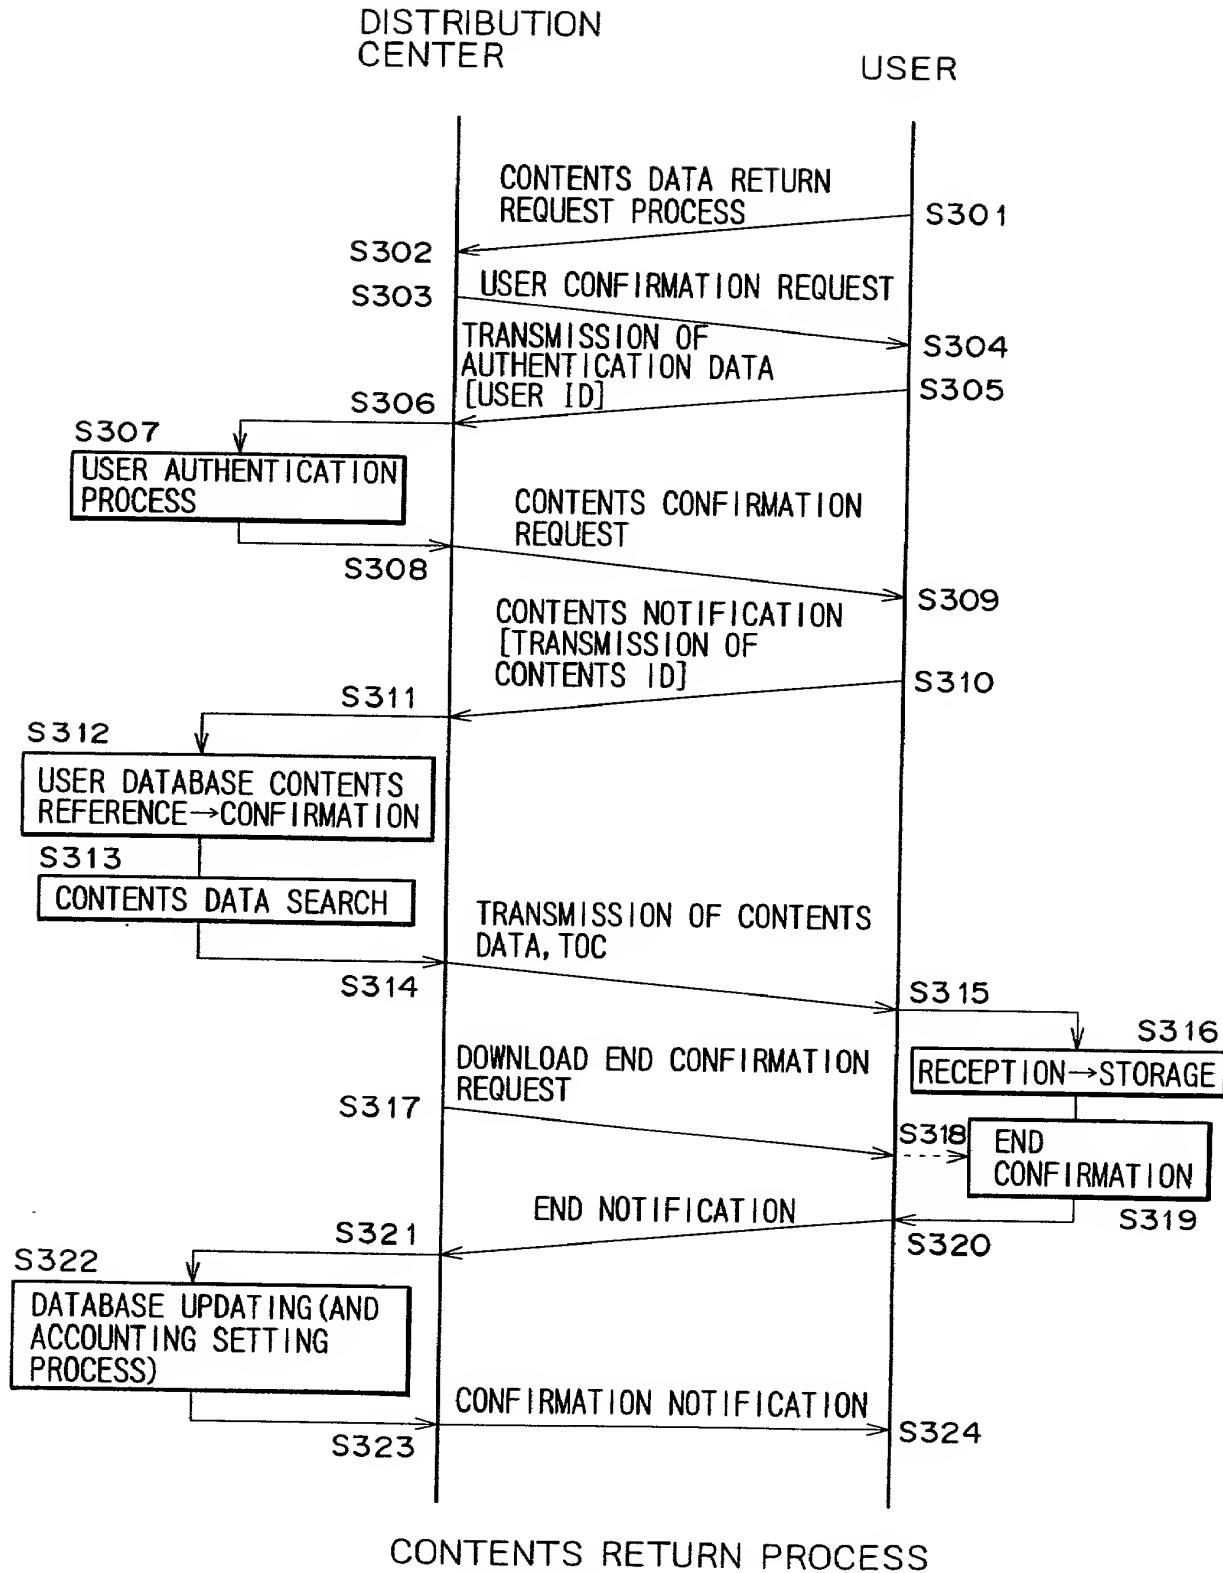 DISTRIBUTION
CENTER
USER
CONTENTS DATA RETURN
REQUEST PROCESS
S301
S302
USER CONFIRMATION REQUEST
S303
S304
TRANSMISSION OF
AUTHENTICATION DATA
[USER ID]
S305
S306
S307
USER AUTHENTICATION
PROCESS
CONTENTS CONFIRMATION
REQUEST
S308
S309
CONTENTS NOTIFICATION
[TRANSMISSION OF
CONTENTS ID]
S310
S311
S312
USER DATABASE CONTENTS
REFERENCE→CONFIRMATION
S313
CONTENTS DATA SEARCH
TRANSMISSION OF CONTENTS
DATA, TOC
S314
S315
S316
RECEPTION→STORAGE
DOWNLOAD END CONFIRMATION
REQUEST
S317
S318
END
CONFIRMATION
S319
END NOTIFICATION
S320
S321
S322
DATABASE UPDATING(AND
ACCOUNTING SETTING
PROCESS)
CONFIRMATION NOTIFICATION
S323
S324
CONTENTS RETURN PROCESS